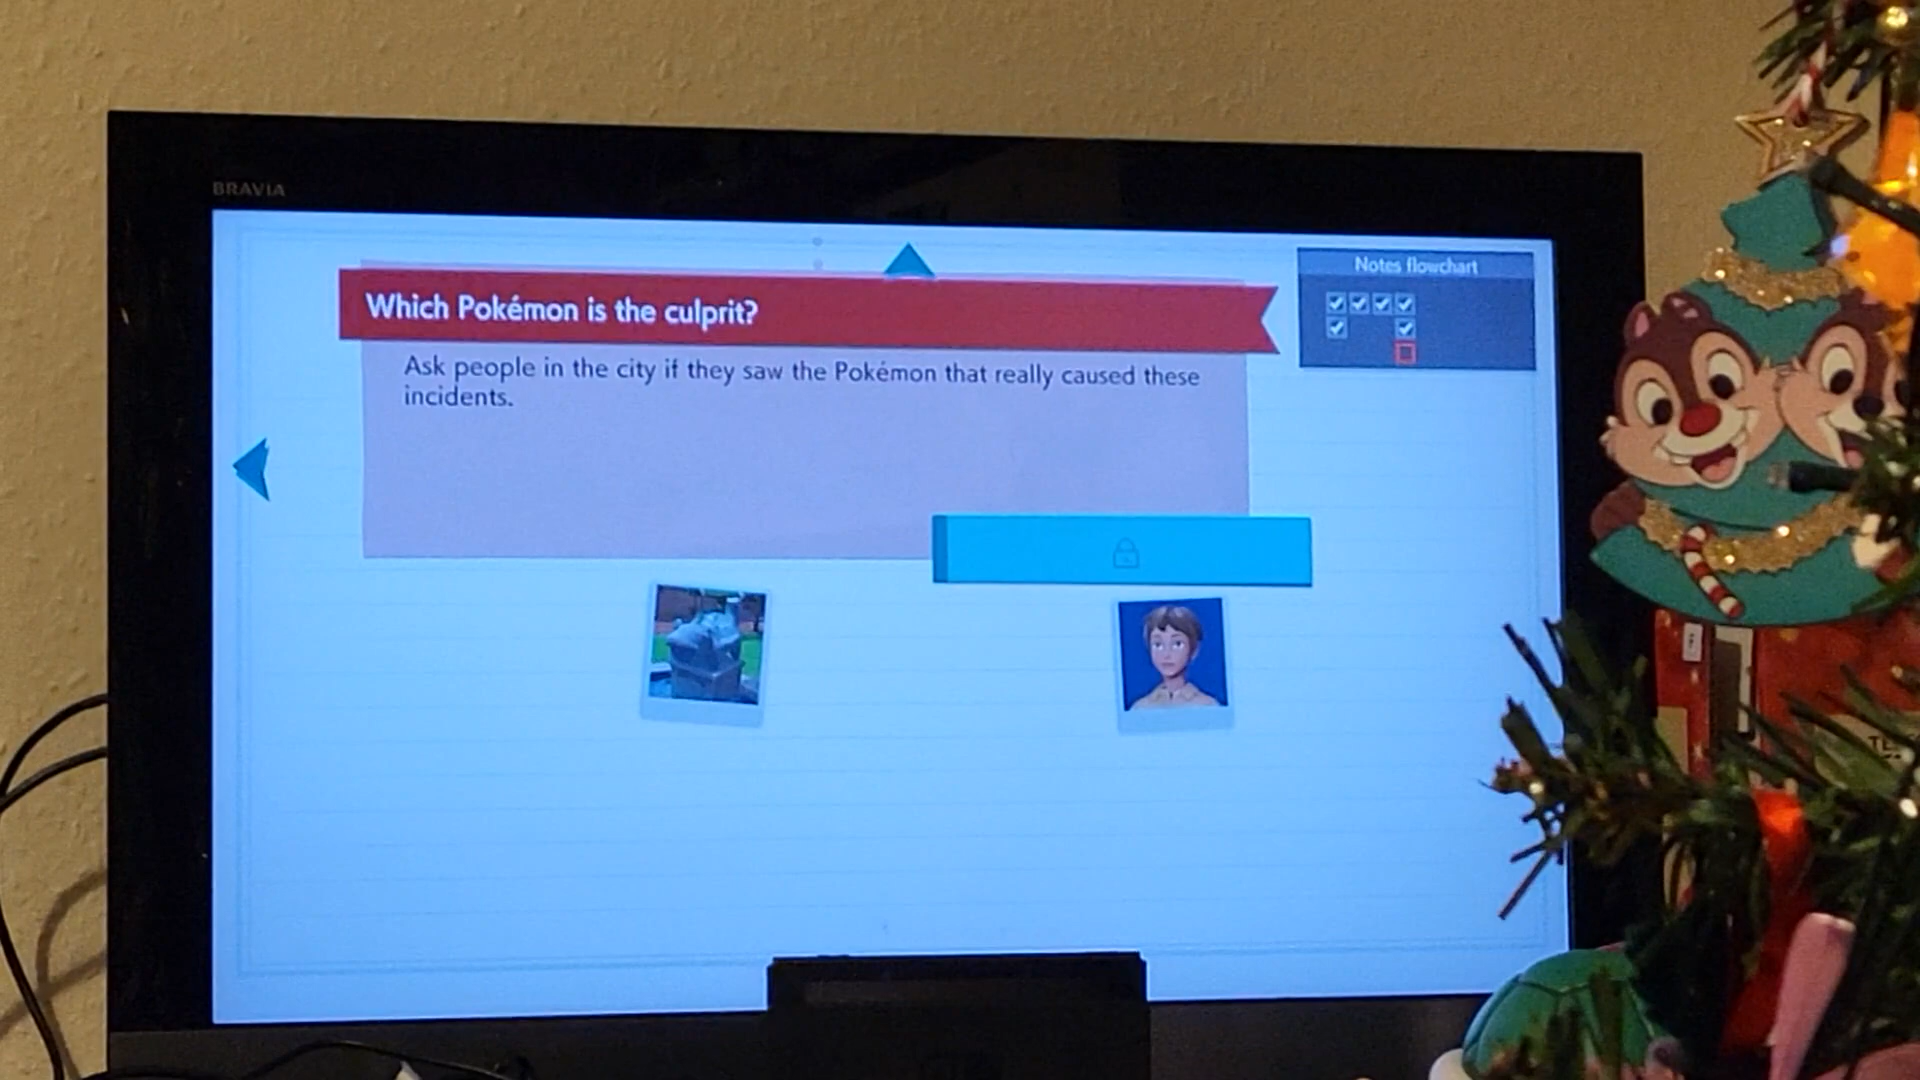 BRAVIA
Notes flowchart
Which Pokémon is the culprit?
Ask people in the city if they saw the Pokémon that really caused these
incidents.